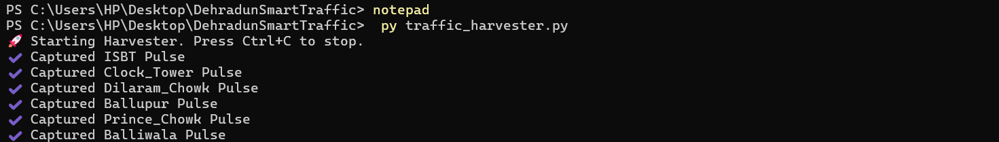 PS C:\Users\HP\Desktop\DehradunSmartTraffic> notepad
PS C:\Users\HP\Desktop\DehradunSmartTraffic>  py traffic_harvester.py
🚀 Starting Harvester. Press Ctrl+C to stop.
✔ Captured ISBT Pulse
✔ Captured Clock_Tower Pulse
✔ Captured Dilaram_Chowk Pulse
✔ Captured Ballupur Pulse
✔ Captured Prince_Chowk Pulse
✔ Captured Balliwala Pulse